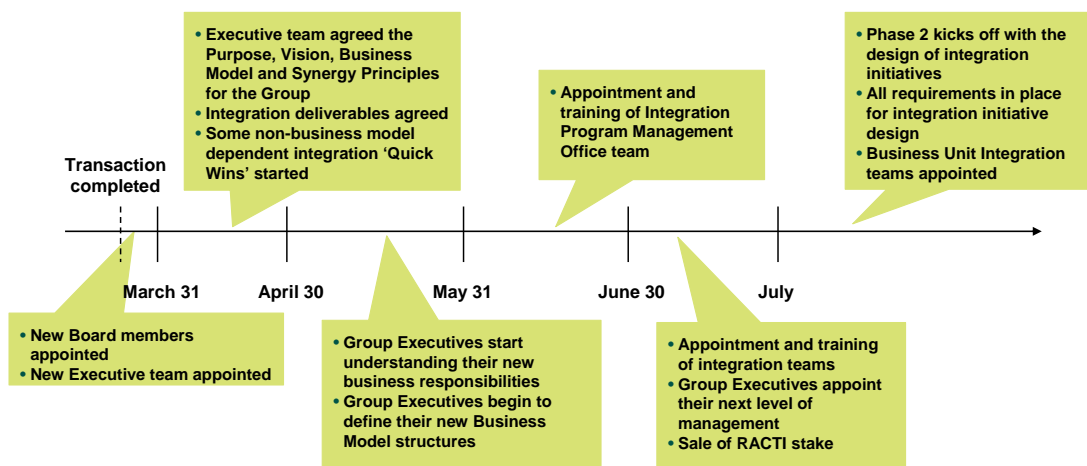 • Executive team agreed the
Purpose, Vision, Business
Model and Synergy Principles
for the Group
• Integration deliverables agreed
• Some non-business model
dependent integration ‘Quick
Wins’ started
• Appointment and
training of Integration
Program Management
Office team
• Phase 2 kicks off with the
design of integration
initiatives
• All requirements in place
for integration initiative
design
• Business Unit Integration
teams appointed
Transaction
completed
March 31
April 30
May 31
June 30
July
• New Board members
appointed
• New Executive team appointed
• Group Executives start
understanding their new
business responsibilities
• Group Executives begin to
define their new Business
Model structures
• Appointment and training
of integration teams
• Group Executives appoint
their next level of
management
• Sale of RACTI stake